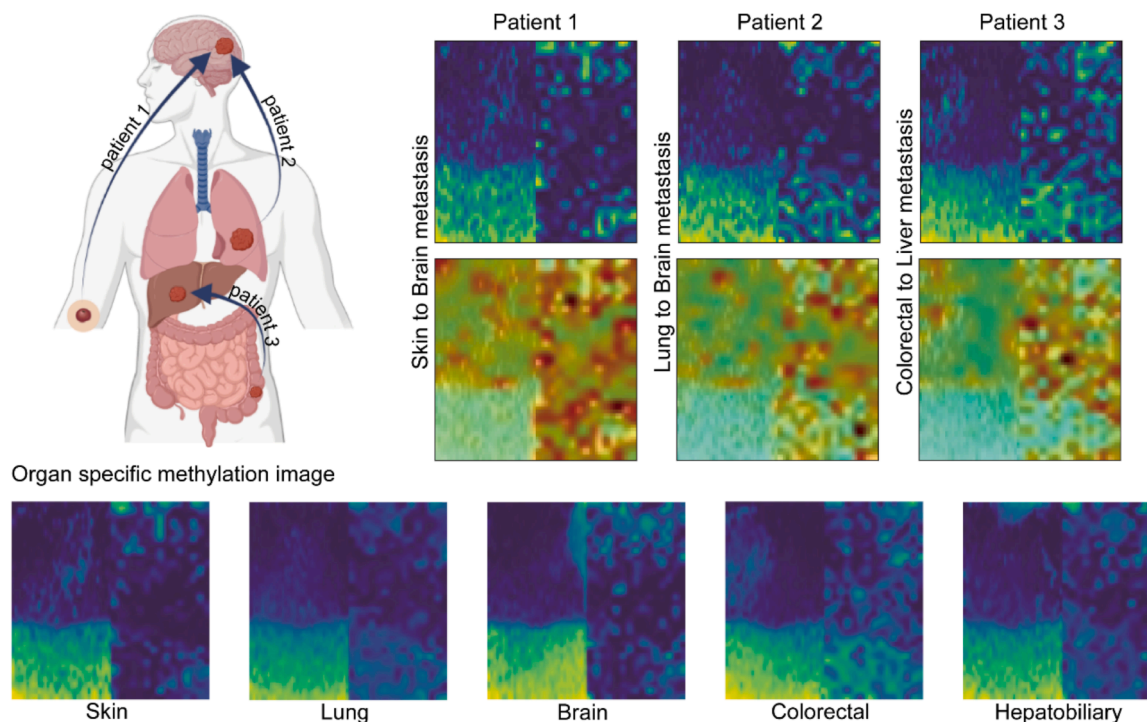 Patient 1
Patient 2
Patient 3
patient 1
patient 2
patient 3
Skin to Brain metastasis
Lung to Brain metastasis
Colorectal to Liver metastasis
Organ specific methylation image
Skin
Lung
Brain
Colorectal
Hepatobiliary